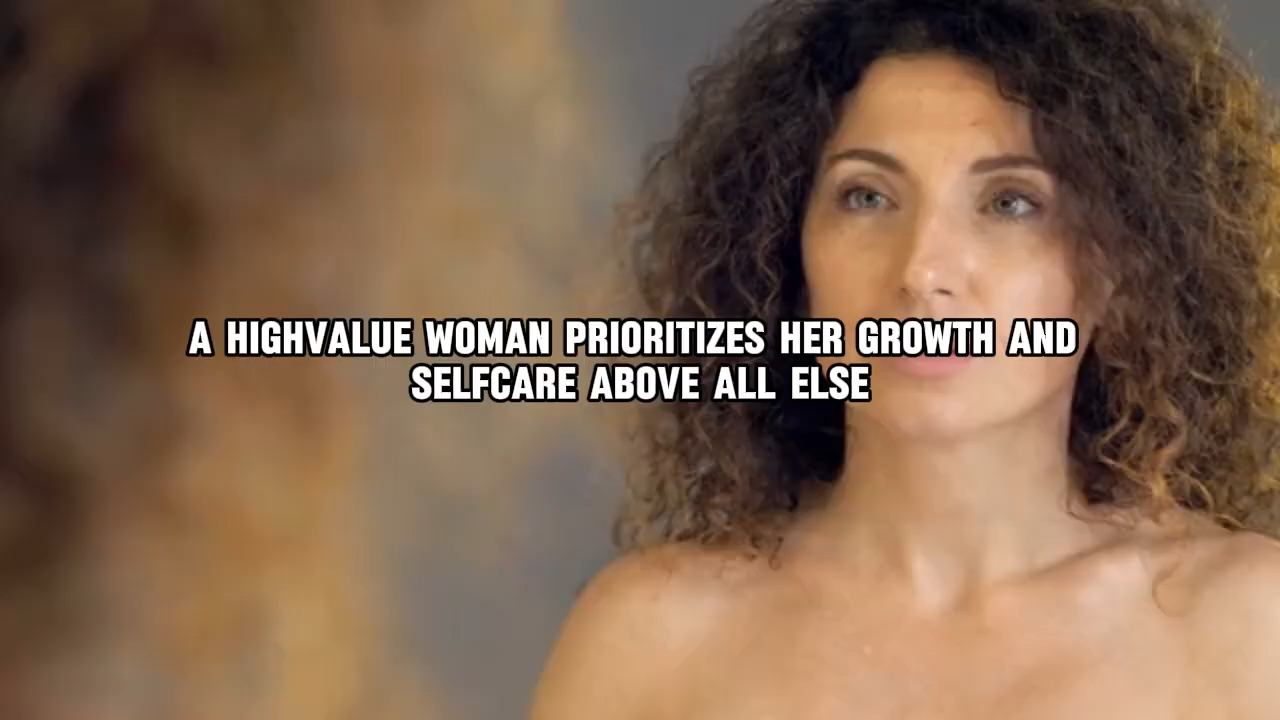 A HIGHVALUE WOMAN PRIORITIZES HER GROWTH AND
SELFCARE ABOVE ALL ELSE